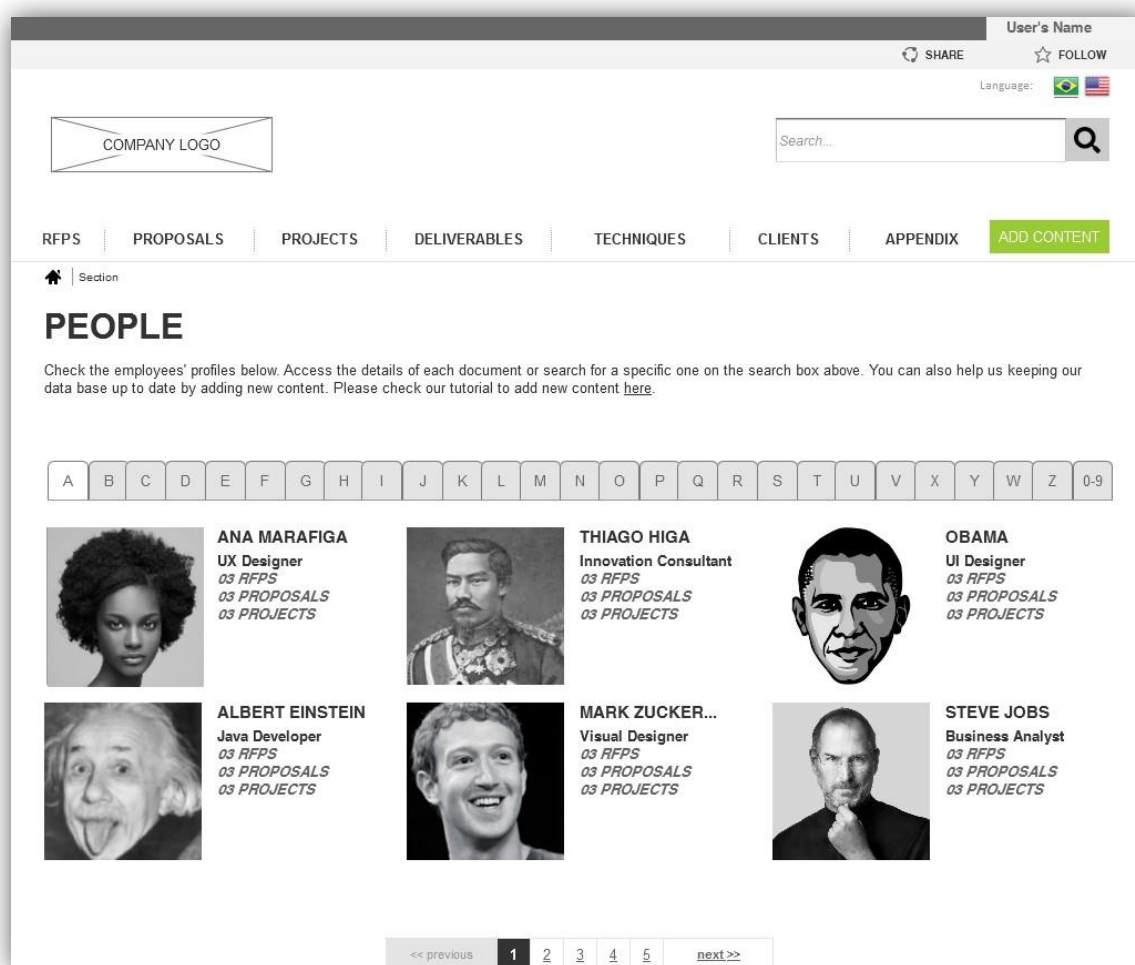 User's Name
SHARE
FOLLOW
Language:
COMPANY LOGO
Search...
RFPS
PROPOSALS
PROJECTS
DELIVERABLES
TECHNIQUES
CLIENTS
APPENDIX
ADD CONTENT
Section
PEOPLE
Check the employees' profiles below. Access the details of each document or search for a specific one on the search box above. You can also help us keeping our
data base up to date by adding new content. Please check our tutorial to add new content here.
A B C D E F G H I J K L M N O P Q R S T U V X Y W Z 0-9
ANA MARAFIGA
UX Designer
03 RFPS
03 PROPOSALS
03 PROJECTS
THIAGO HIGA
Innovation Consultant
03 RFPS
03 PROPOSALS
03 PROJECTS
OBAMA
UI Designer
03 RFPS
03 PROPOSALS
03 PROJECTS
ALBERT EINSTEIN
Java Developer
03 RFPS
03 PROPOSALS
03 PROJECTS
MARK ZUCKER...
Visual Designer
03 RFPS
03 PROPOSALS
03 PROJECTS
STEVE JOBS
Business Analyst
03 RFPS
03 PROPOSALS
03 PROJECTS
<< previous 1 2 3 4 5 next >>